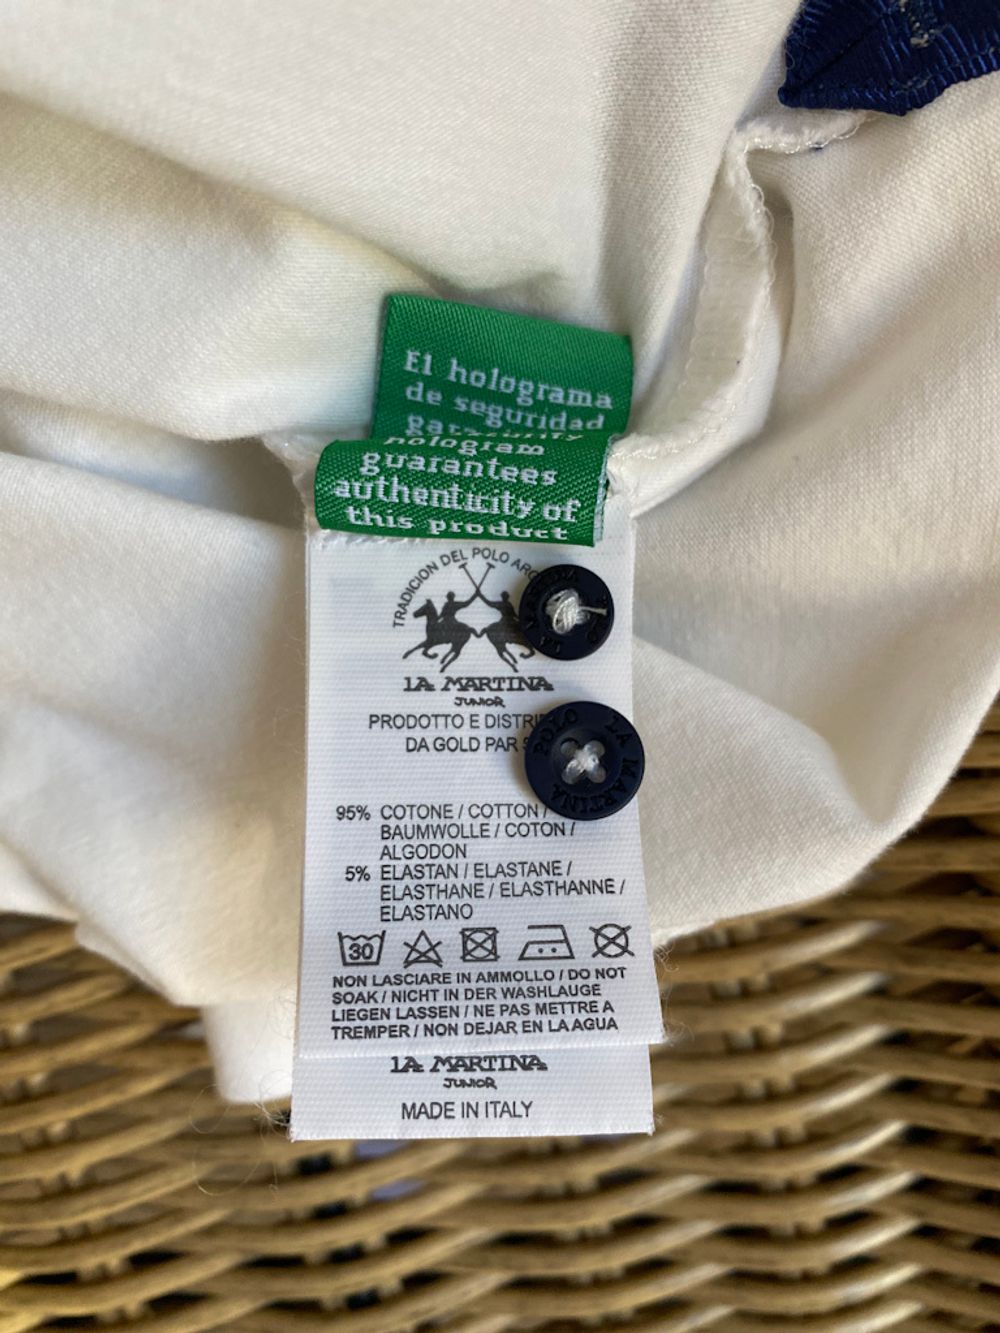 El holograma
de seguridad
hologram
guarantees
authenticity of
this product
TRADICION DEL POLO
LA MARTINA
JUNIOR
PRODOTTO E
DA GOLD PAR
POLO LA MARTINA
95% COTONE / COTTON /
BAUMWOLLE / COTON /
ALGODON
5% ELASTAN / ELASTANE /
ELASTHANE / ELASTHANNE /
ELASTANO
30
NON LASCIARE IN AMMOLLO / DO NOT
SOAK / NICHT IN DER WASHLAUGE
LIEGEN LASSEN / NE PAS METTRE A
TREMPER / NON DEJAR EN LA AGUA
LA MARTINA
JUNIOR
MADE IN ITALY